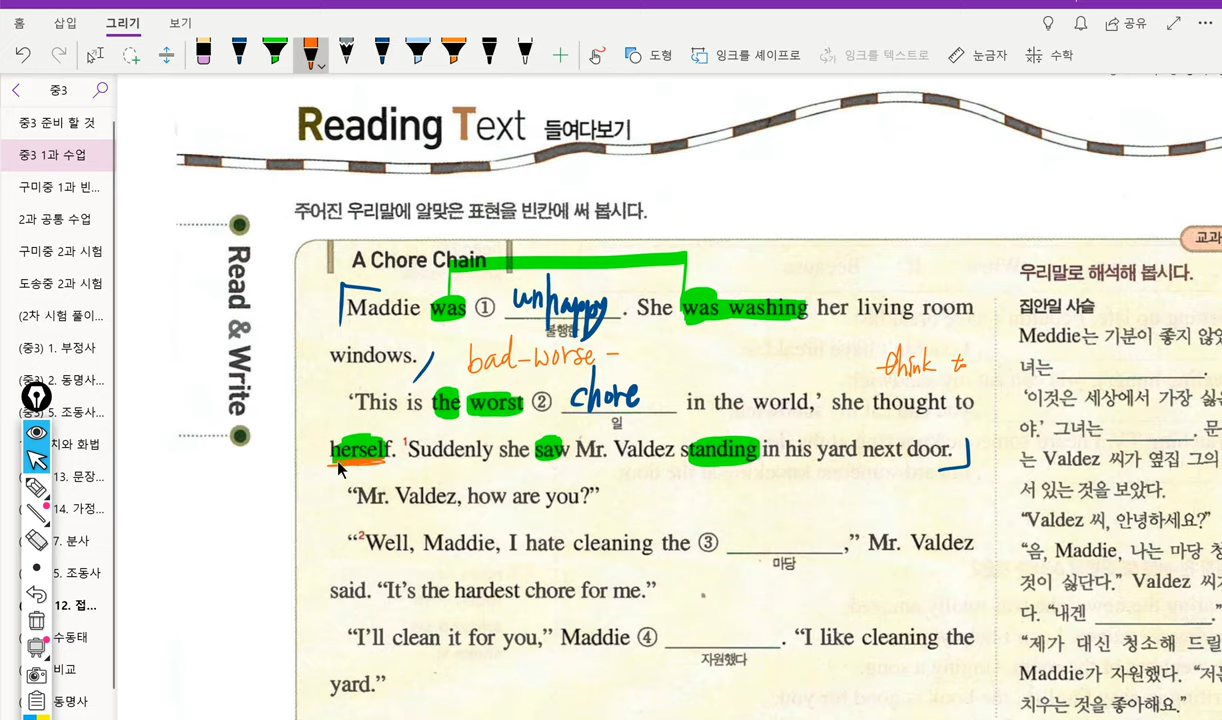 홈 삽입 그리기 보기 공유
도형 잉크를 셰이프로 잉크를 텍스트로 눈금자 수학
중3
중3 준비 할 것
중3 1과 수업
구미중 1과 빈...
2과 공통 수업
구미중 2과 시험
도송중 2과 시험
(2차 시험 풀이...
(중3) 1. 부정사
(중3) 2. 동명사...
5. 조동사...
치와 화법
13. 문장...
14. 가정...
7. 분사
5. 조동사
12. 접...
수동태
비교
동명사
Reading Text 들여다보기
주어진 우리말에 알맞은 표현을 빈칸에 써 봅시다.
Read & Write
A Chore Chain
Maddie was ① unhappy . She was washing her living room
불행한
windows.
bad-worse -
think to
'This is the worst ② chore in the world,' she thought to
일
herself. ¹Suddenly she saw Mr. Valdez standing in his yard next door.
"Mr. Valdez, how are you?"
"²Well, Maddie, I hate cleaning the ③ ________," Mr. Valdez
마당
said. "It's the hardest chore for me."
"I'll clean it for you," Maddie ④ ________. "I like cleaning the
자원했다
yard."
교과
우리말로 해석해 봅시다.
집안일 사슬
Meddie는 기분이 좋지 않
녀는 ________.
'이것은 세상에서 가장 싫
야.' 그녀는 ________. 문
는 Valdez 씨가 옆집 그의
서 있는 것을 보았다.
"Valdez 씨, 안녕하세요?"
"음, Maddie, 나는 마당 청
것이 싫단다." Valdez 씨가
다. "내겐 ________."
"제가 대신 청소해 드릴
Maddie가 자원했다. "저는
치우는 것을 좋아해요."